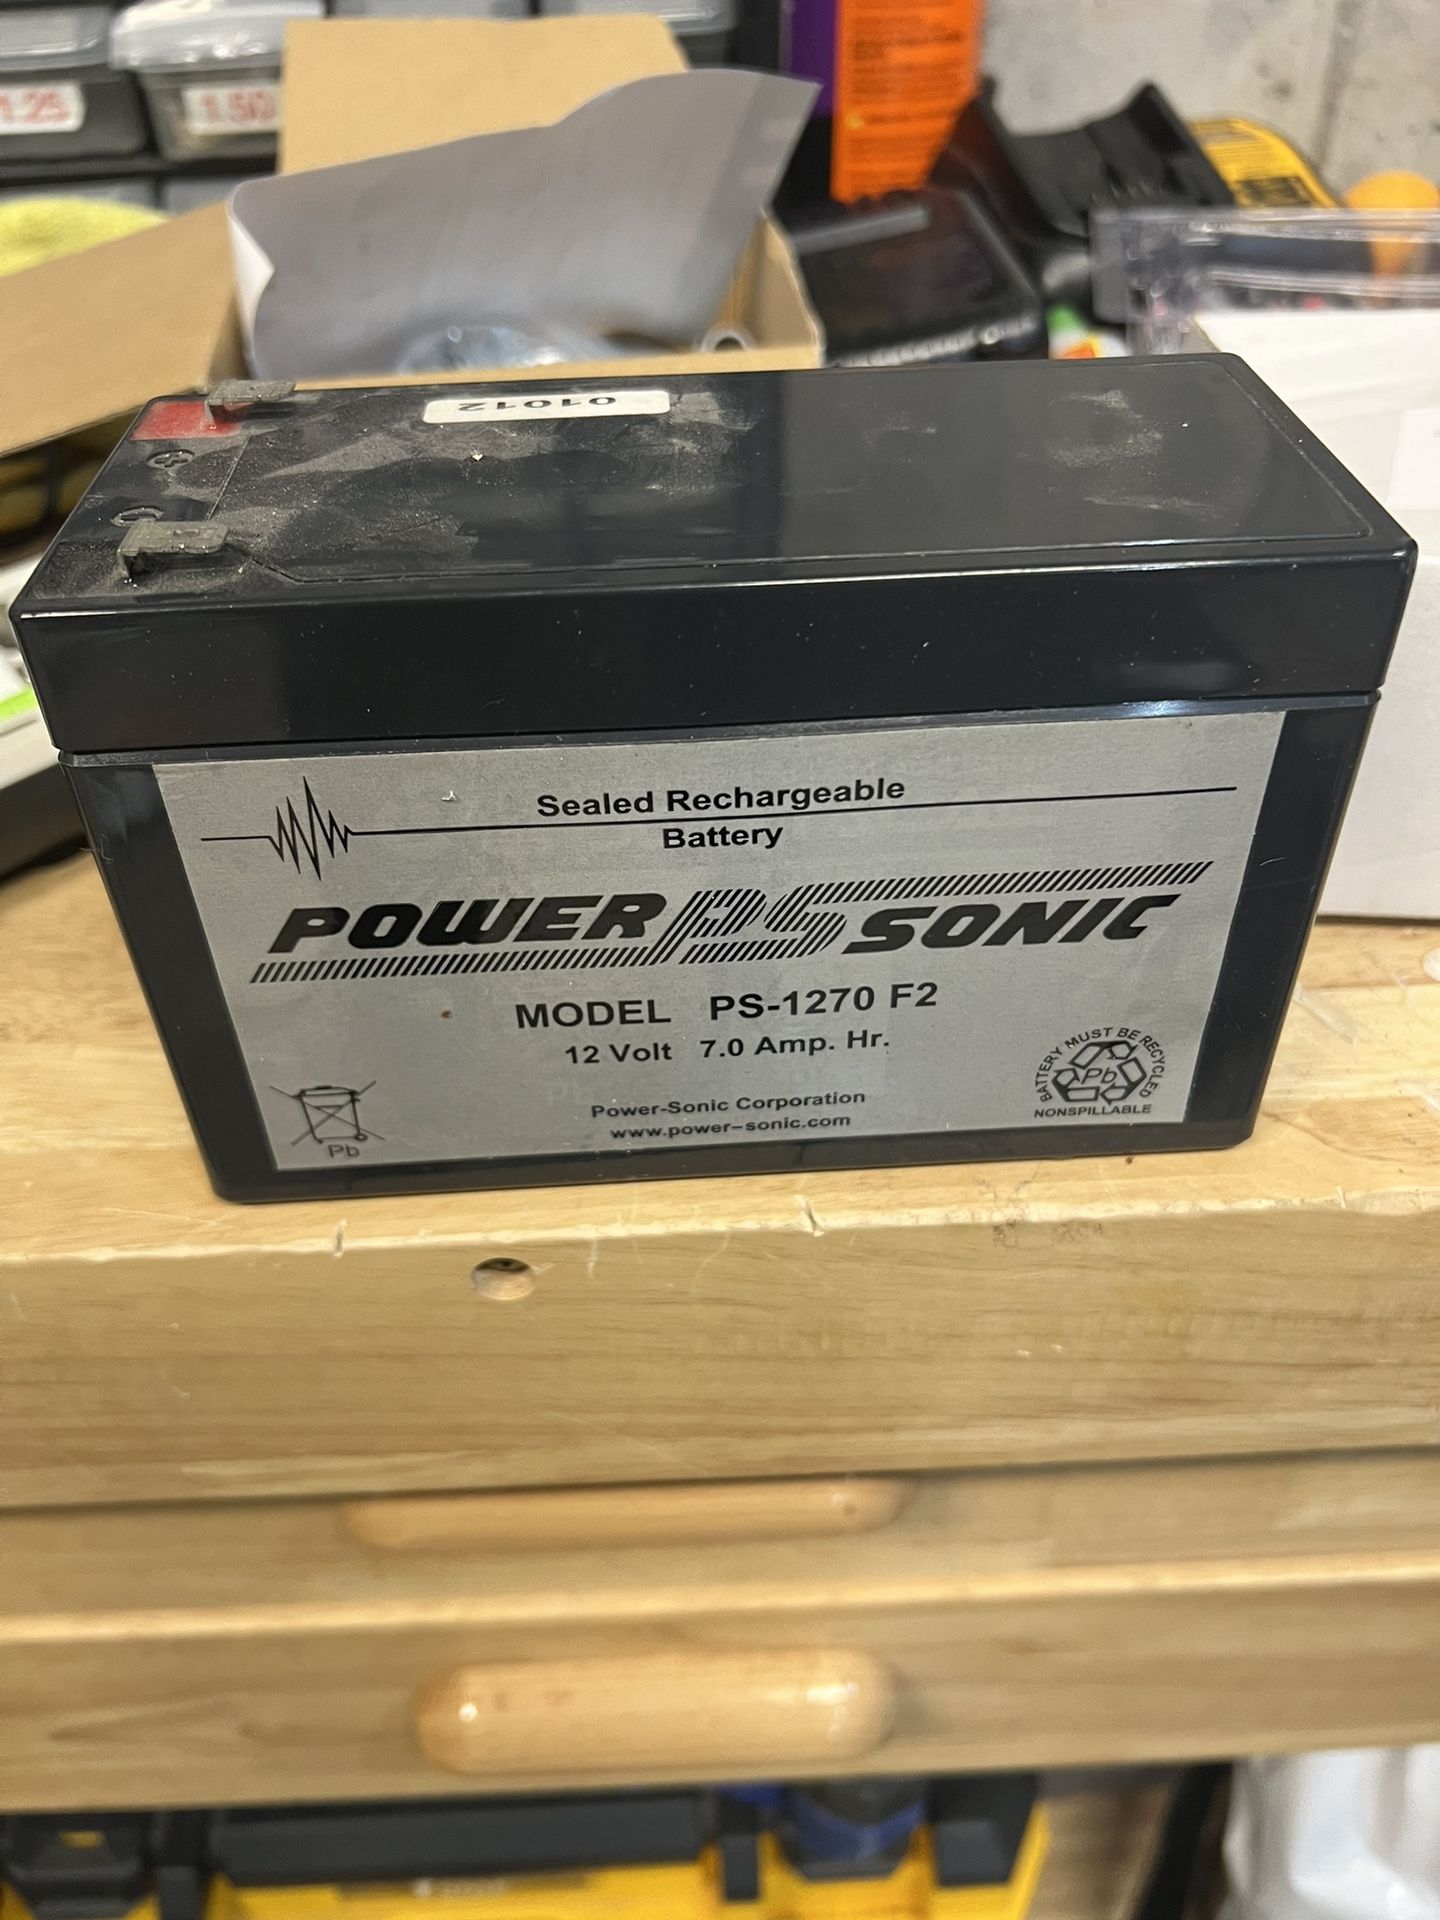 1.25
1.50
01012
Sealed Rechargeable
Battery
POWER PS SONIC
MODEL PS-1270 F2
12 Volt 7.0 Amp. Hr.
Power-Sonic Corporation
www.power-sonic.com
Pb
BATTERY MUST BE RECYCLED
Pb
NONSPILLABLE